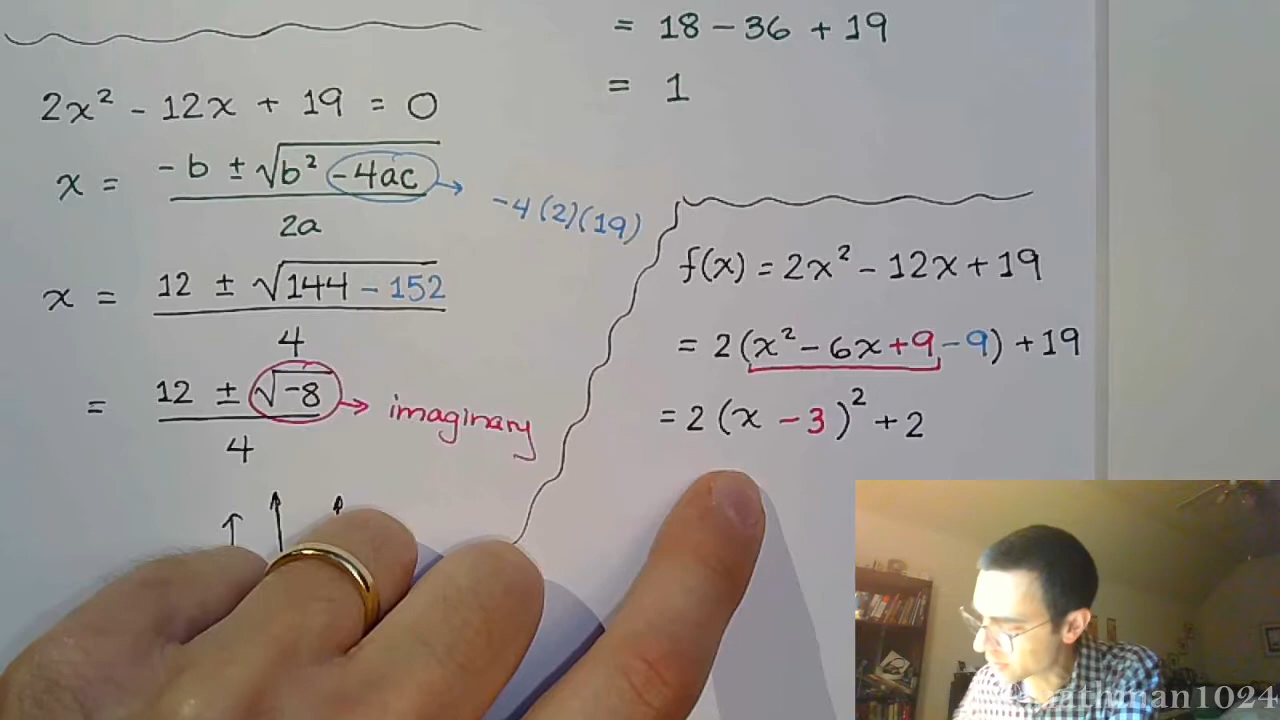 2x² - 12x + 19 = 0
x = (-b ± √(b² - 4ac)) / 2a
→ -4(2)(19)
x = (12 ± √(144 - 152)) / 4
= (12 ± √-8) / 4 → imaginary
= 18 - 36 + 19
= 1
f(x) = 2x² - 12x + 19
= 2(x² - 6x + 9 - 9) + 19
= 2(x - 3)² + 2
mathman1024